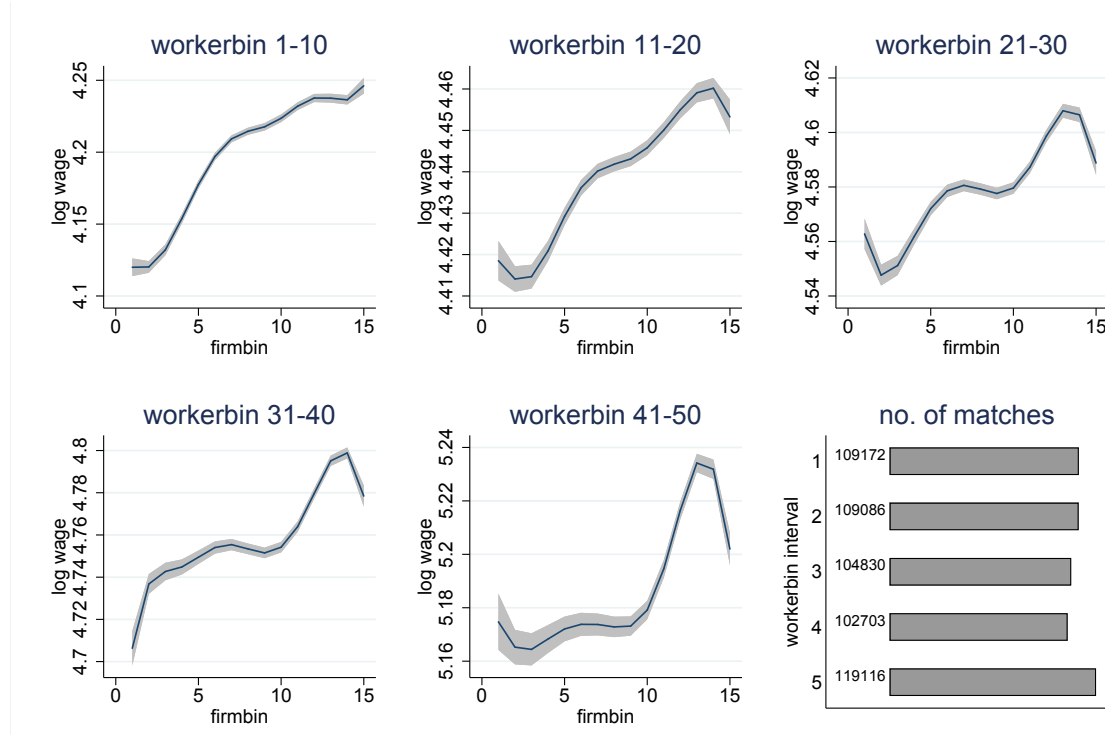 workerbin 1-10
4.25
4.2
4.15
4.1
log wage
0 5 10 15
firmbin
workerbin 11-20
4.46
4.45
4.44
4.43
4.42
4.41
log wage
0 5 10 15
firmbin
workerbin 21-30
4.62
4.6
4.58
4.56
4.54
log wage
0 5 10 15
firmbin
workerbin 31-40
4.8
4.78
4.76
4.74
4.72
4.7
log wage
0 5 10 15
firmbin
workerbin 41-50
5.24
5.22
5.2
5.18
5.16
log wage
0 5 10 15
firmbin
no. of matches
workerbin interval
1 109172
2 109086
3 104830
4 102703
5 119116